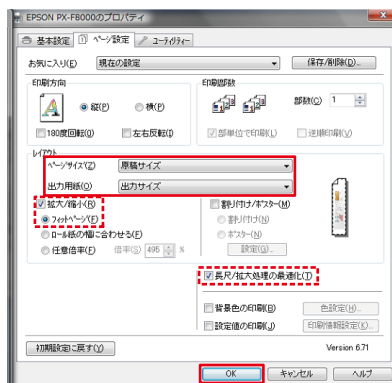 EPSON PX-F8000のプロパティ
基本設定 ページ設定 ユーティリティー
お気に入り(E) 現在の設定 保存/削除(D)...
印刷方向 印刷部数
縦(P) 横(P) 部数(C) 1
180度回転(0) 左右反転(I) 部単位で印刷(L) 逆順印刷(V)
レイアウト
ページサイズ(Z) 原稿サイズ
出力用紙(O) 出力サイズ
拡大/縮小(R) 割り付け/ポスター(M)
フィットページ(F) 割り付け(N)
ロール紙の幅に合わせる(E) ポスター(N)
任意倍率(F) 倍率(S) 495 % 設定(G)...
長尺/拡大処理の最適化(T)
背景色の印刷(B) 色設定(H)...
設定値の印刷(J) 印刷情報設定(K)...
初期設定に戻す(Y) Version 6.71
OK キャンセル ヘルプ